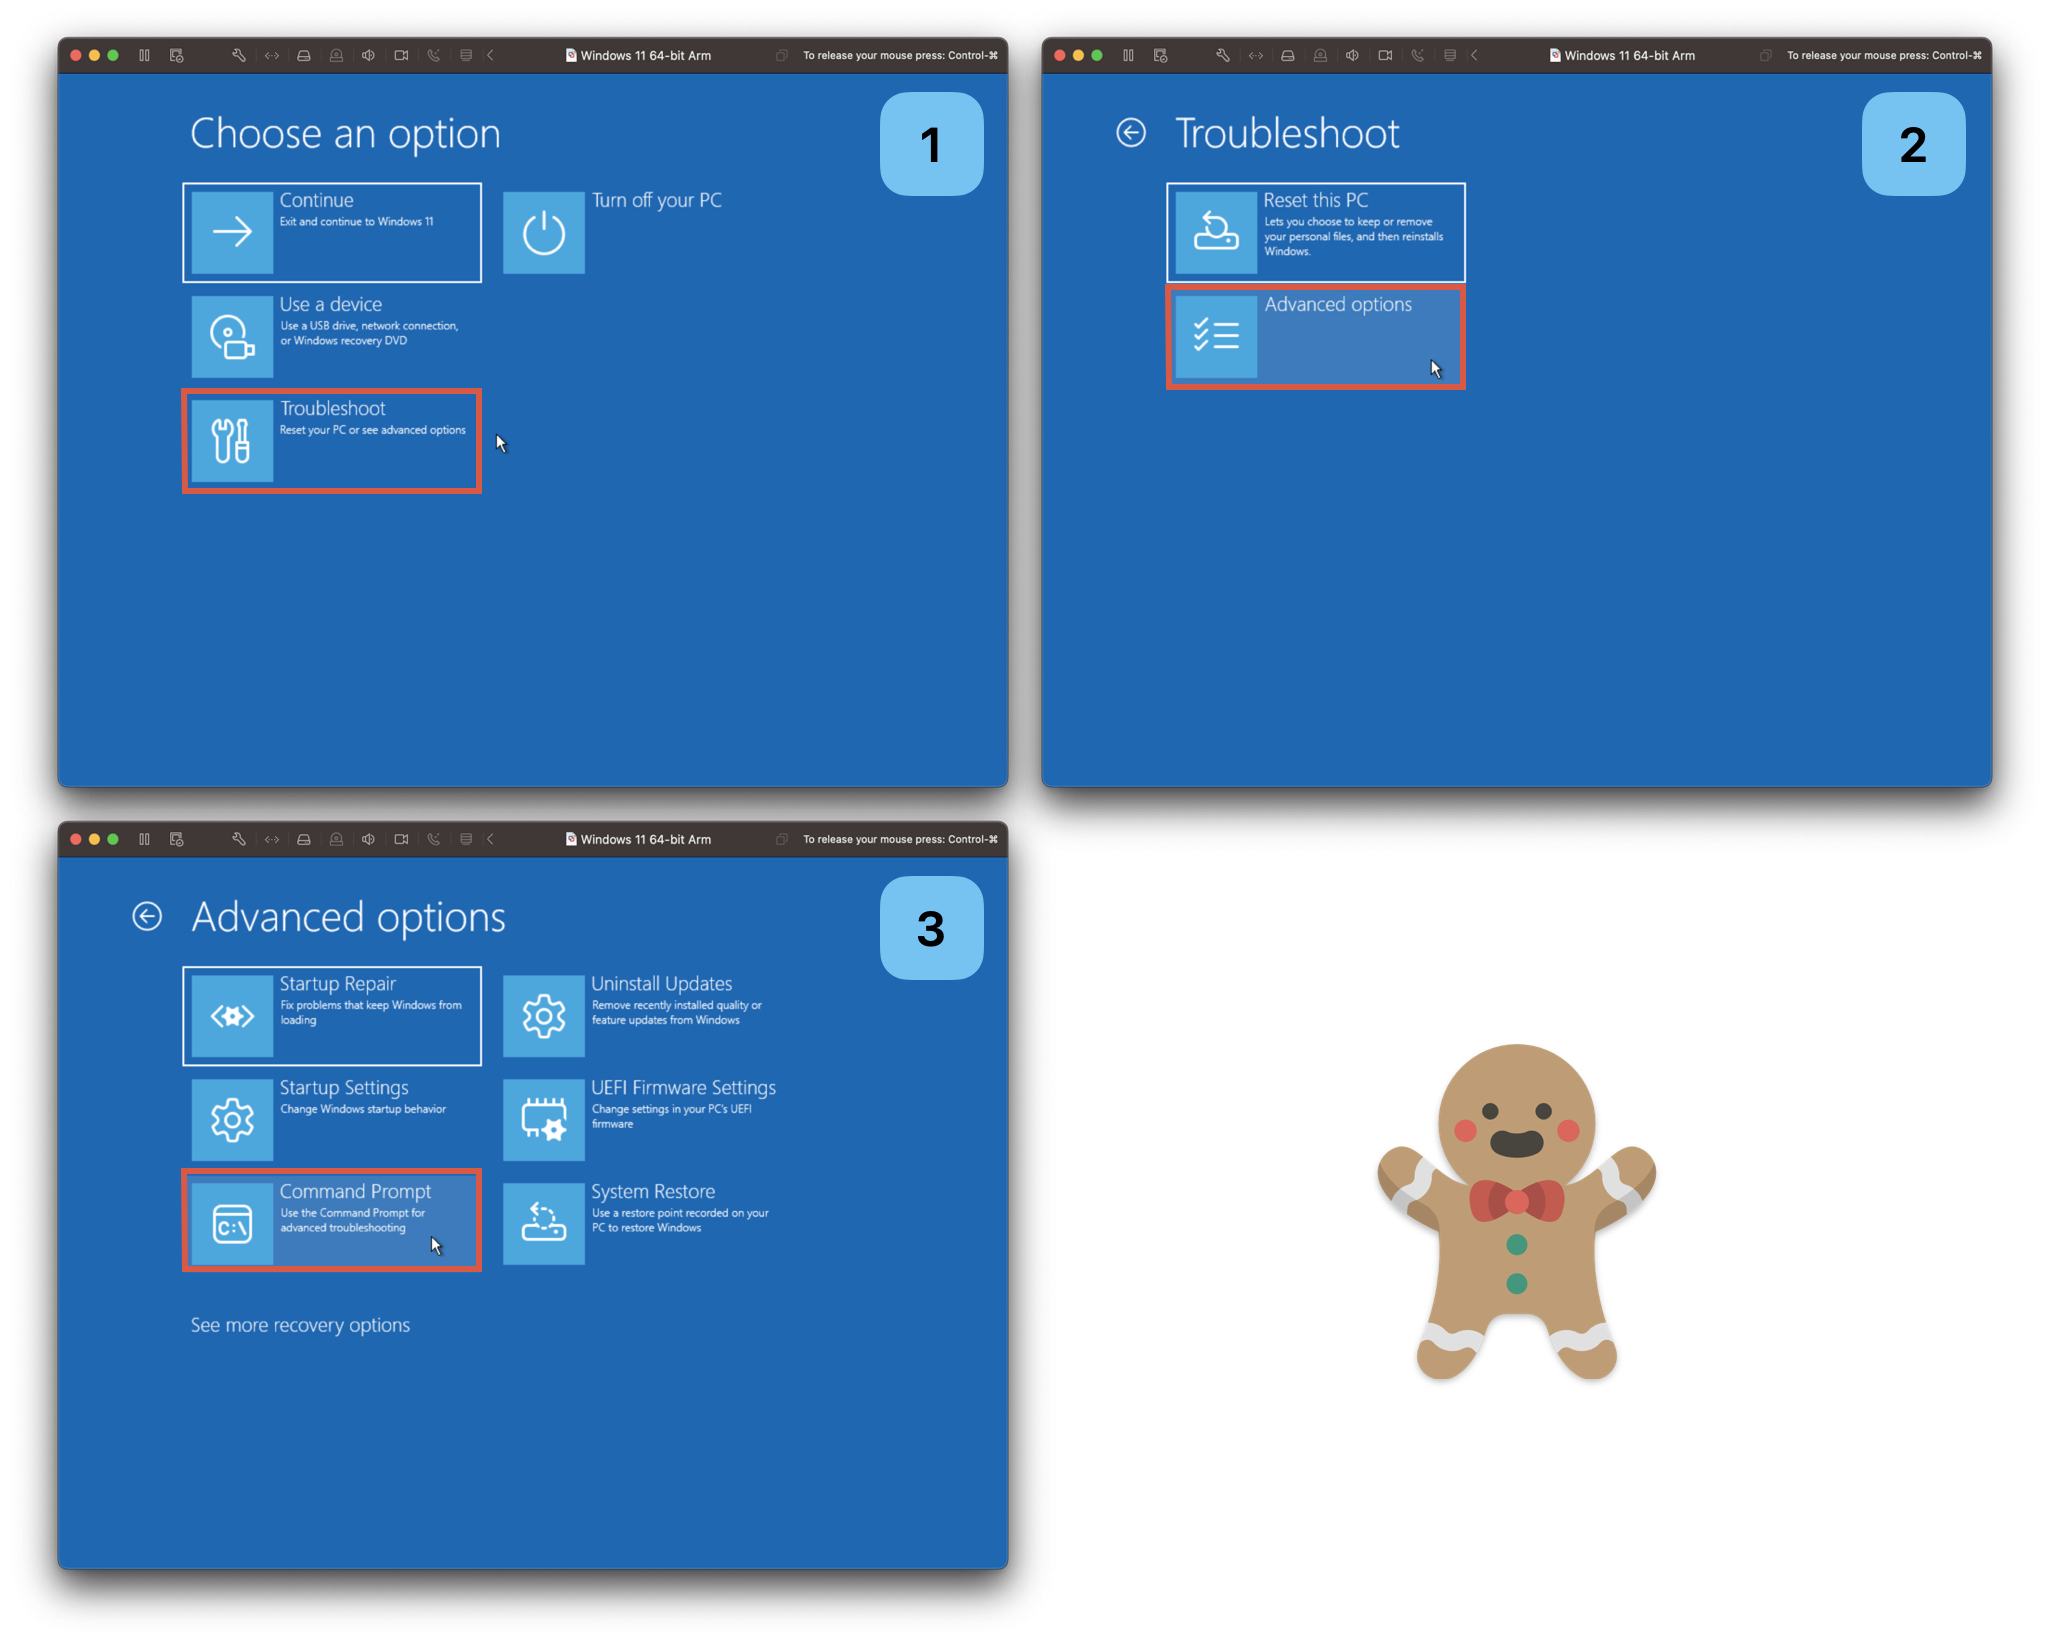 Windows 11 64-bit Arm
To release your mouse press: Control-⌘
1
Choose an option
Continue
Exit and continue to Windows 11
Turn off your PC
Use a device
Use a USB drive, network connection,
or Windows recovery DVD
Troubleshoot
Reset your PC or see advanced options
Windows 11 64-bit Arm
To release your mouse press: Control-⌘
2
Troubleshoot
Reset this PC
Lets you choose to keep or remove
your personal files, and then reinstalls
Windows.
Advanced options
Windows 11 64-bit Arm
To release your mouse press: Control-⌘
3
Advanced options
Startup Repair
Fix problems that keep Windows from
loading
Uninstall Updates
Remove recently installed quality or
feature updates from Windows
Startup Settings
Change Windows startup behavior
UEFI Firmware Settings
Change settings in your PC's UEFI
firmware
C:\
Command Prompt
Use the Command Prompt for
advanced troubleshooting
System Restore
Use a restore point recorded on your
PC to restore Windows
See more recovery options